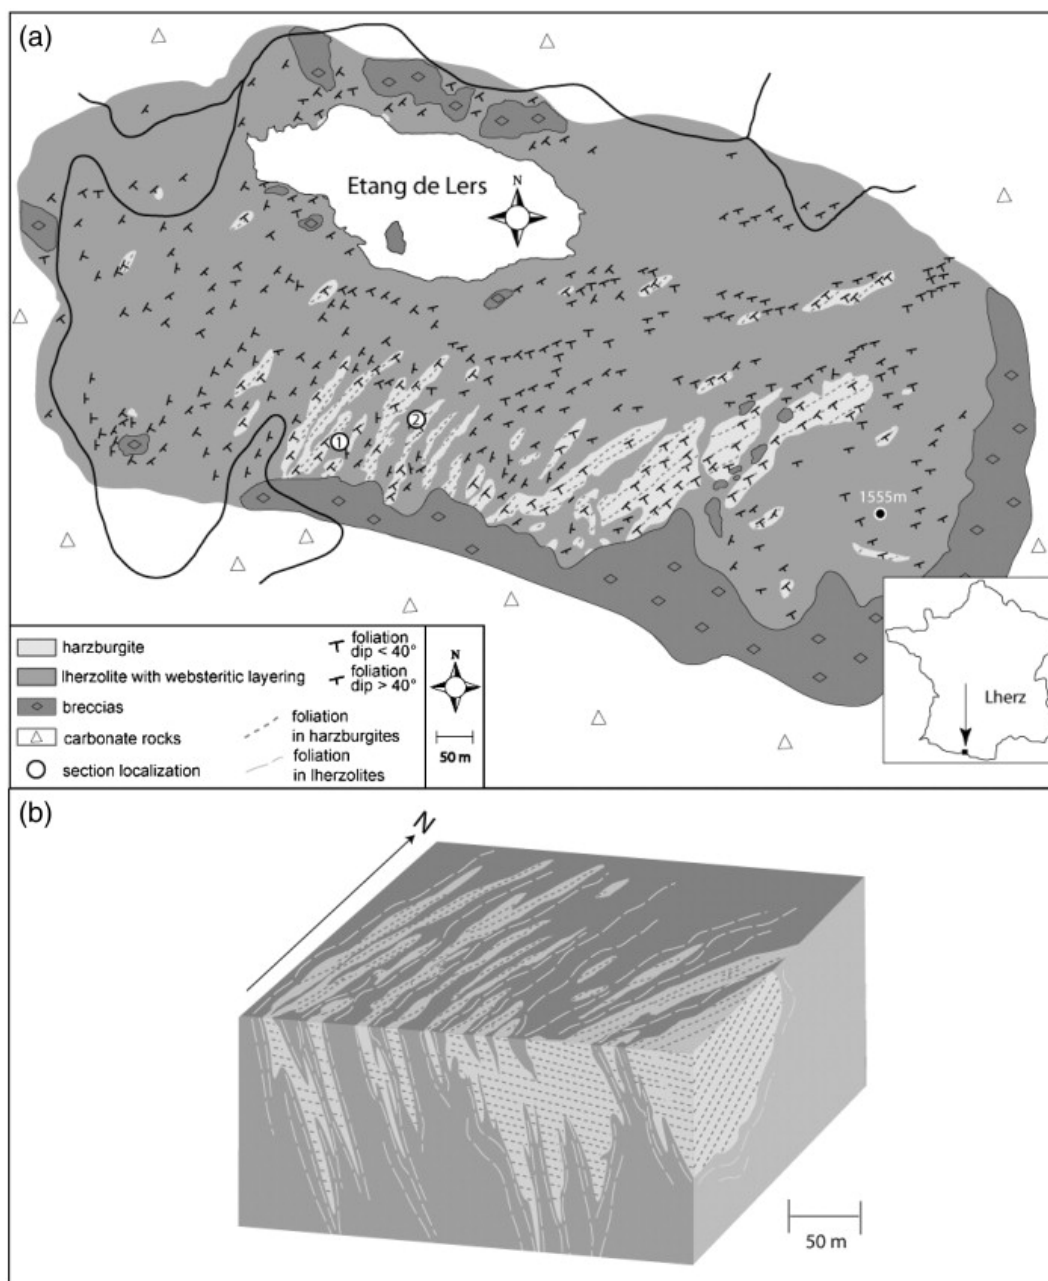 (a)
Etang de Lers
N
1
2
1555m
harzburgite
lherzolite with websteritic layering
breccias
carbonate rocks
section localization
foliation
dip < 40°
foliation
dip > 40°
foliation
in harzburgites
foliation
in lherzolites
N
50 m
Lherz
(b)
N
50 m